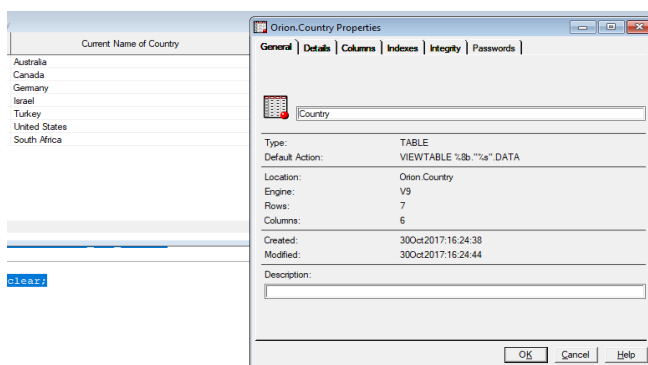 Current Name of Country
Australia
Canada
Germany
Israel
Turkey
United States
South Africa
clear;
Orion.Country Properties
General Details Columns Indexes Integrity Passwords
Country
Type: TABLE
Default Action: VIEWTABLE %8b."%s".DATA
Location: Orion.Country
Engine: V9
Rows: 7
Columns: 6
Created: 30Oct2017:16:24:38
Modified: 30Oct2017:16:24:44
Description:
OK Cancel Help